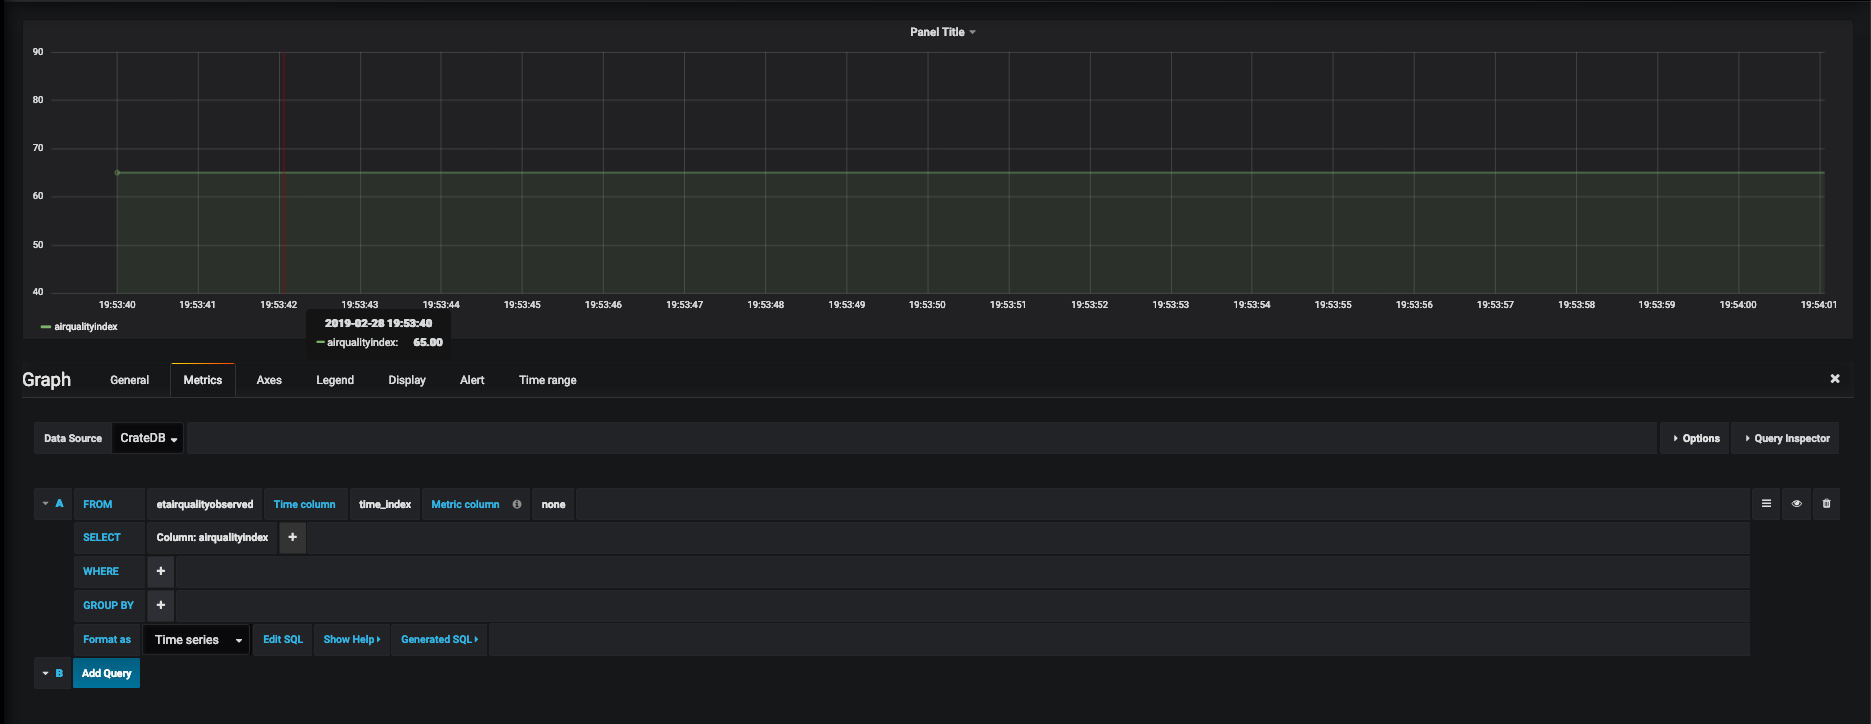 Panel Title
90
80
70
60
50
40
19:53:40 19:53:41 19:53:42 19:53:43 19:53:44 19:53:45 19:53:46 19:53:47 19:53:48 19:53:49 19:53:50 19:53:51 19:53:52 19:53:53 19:53:54 19:53:55 19:53:56 19:53:57 19:53:58 19:53:59 19:54:00 19:54:01
airqualityindex
2019-02-28 19:53:40
airqualityindex: 65.00
Graph General Metrics Axes Legend Display Alert Time range
Data Source CrateDB Options Query Inspector
A FROM etairqualityobserved Time column time_index Metric column none
SELECT Column: airqualityindex +
WHERE +
GROUP BY +
Format as Time series Edit SQL Show Help Generated SQL
B Add Query